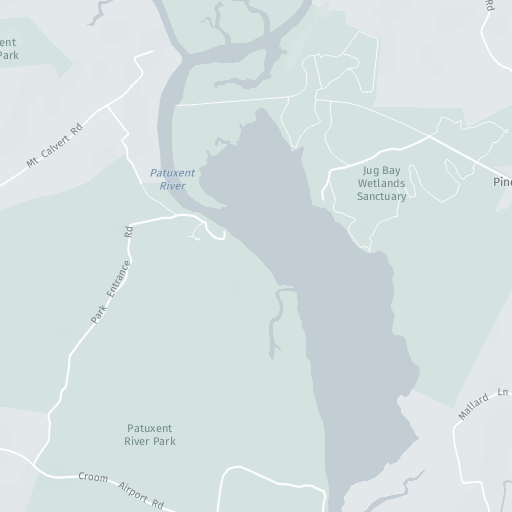 Rd
ent
Park
Mt Calvert Rd
Patuxent
River
Jug Bay
Wetlands
Sanctuary
Pine
Park Entrance Rd
Mallard Ln
Patuxent
River Park
Croom Airport Rd